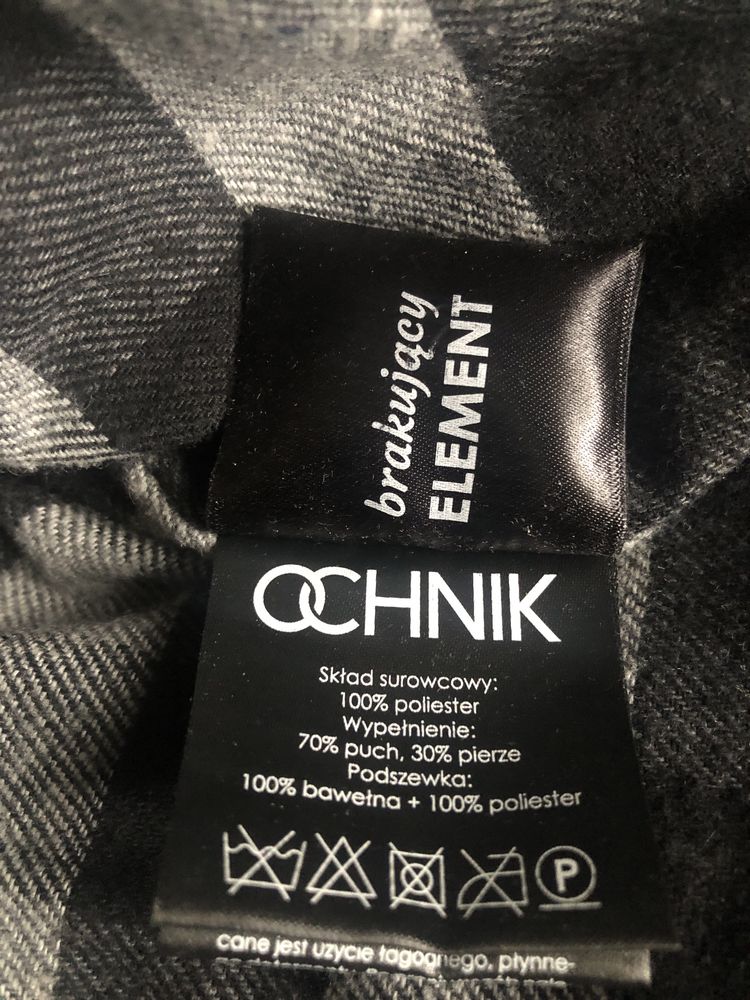 brakujący
ELEMENT
OCHNIK
Skład surowcowy:
100% poliester
Wypełnienie:
70% puch, 30% pierze
Podszewka:
100% bawełna + 100% poliester
P
cane jest użycie łagodnego, płynne-